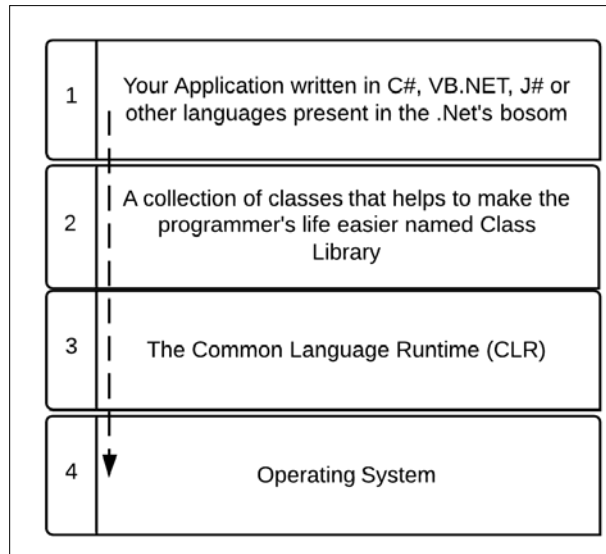 1
Your Application written in C#, VB.NET, J# or
other languages present in the .Net's bosom
2
A collection of classes that helps to make the
programmer's life easier named Class
Library
3
The Common Language Runtime (CLR)
4
Operating System